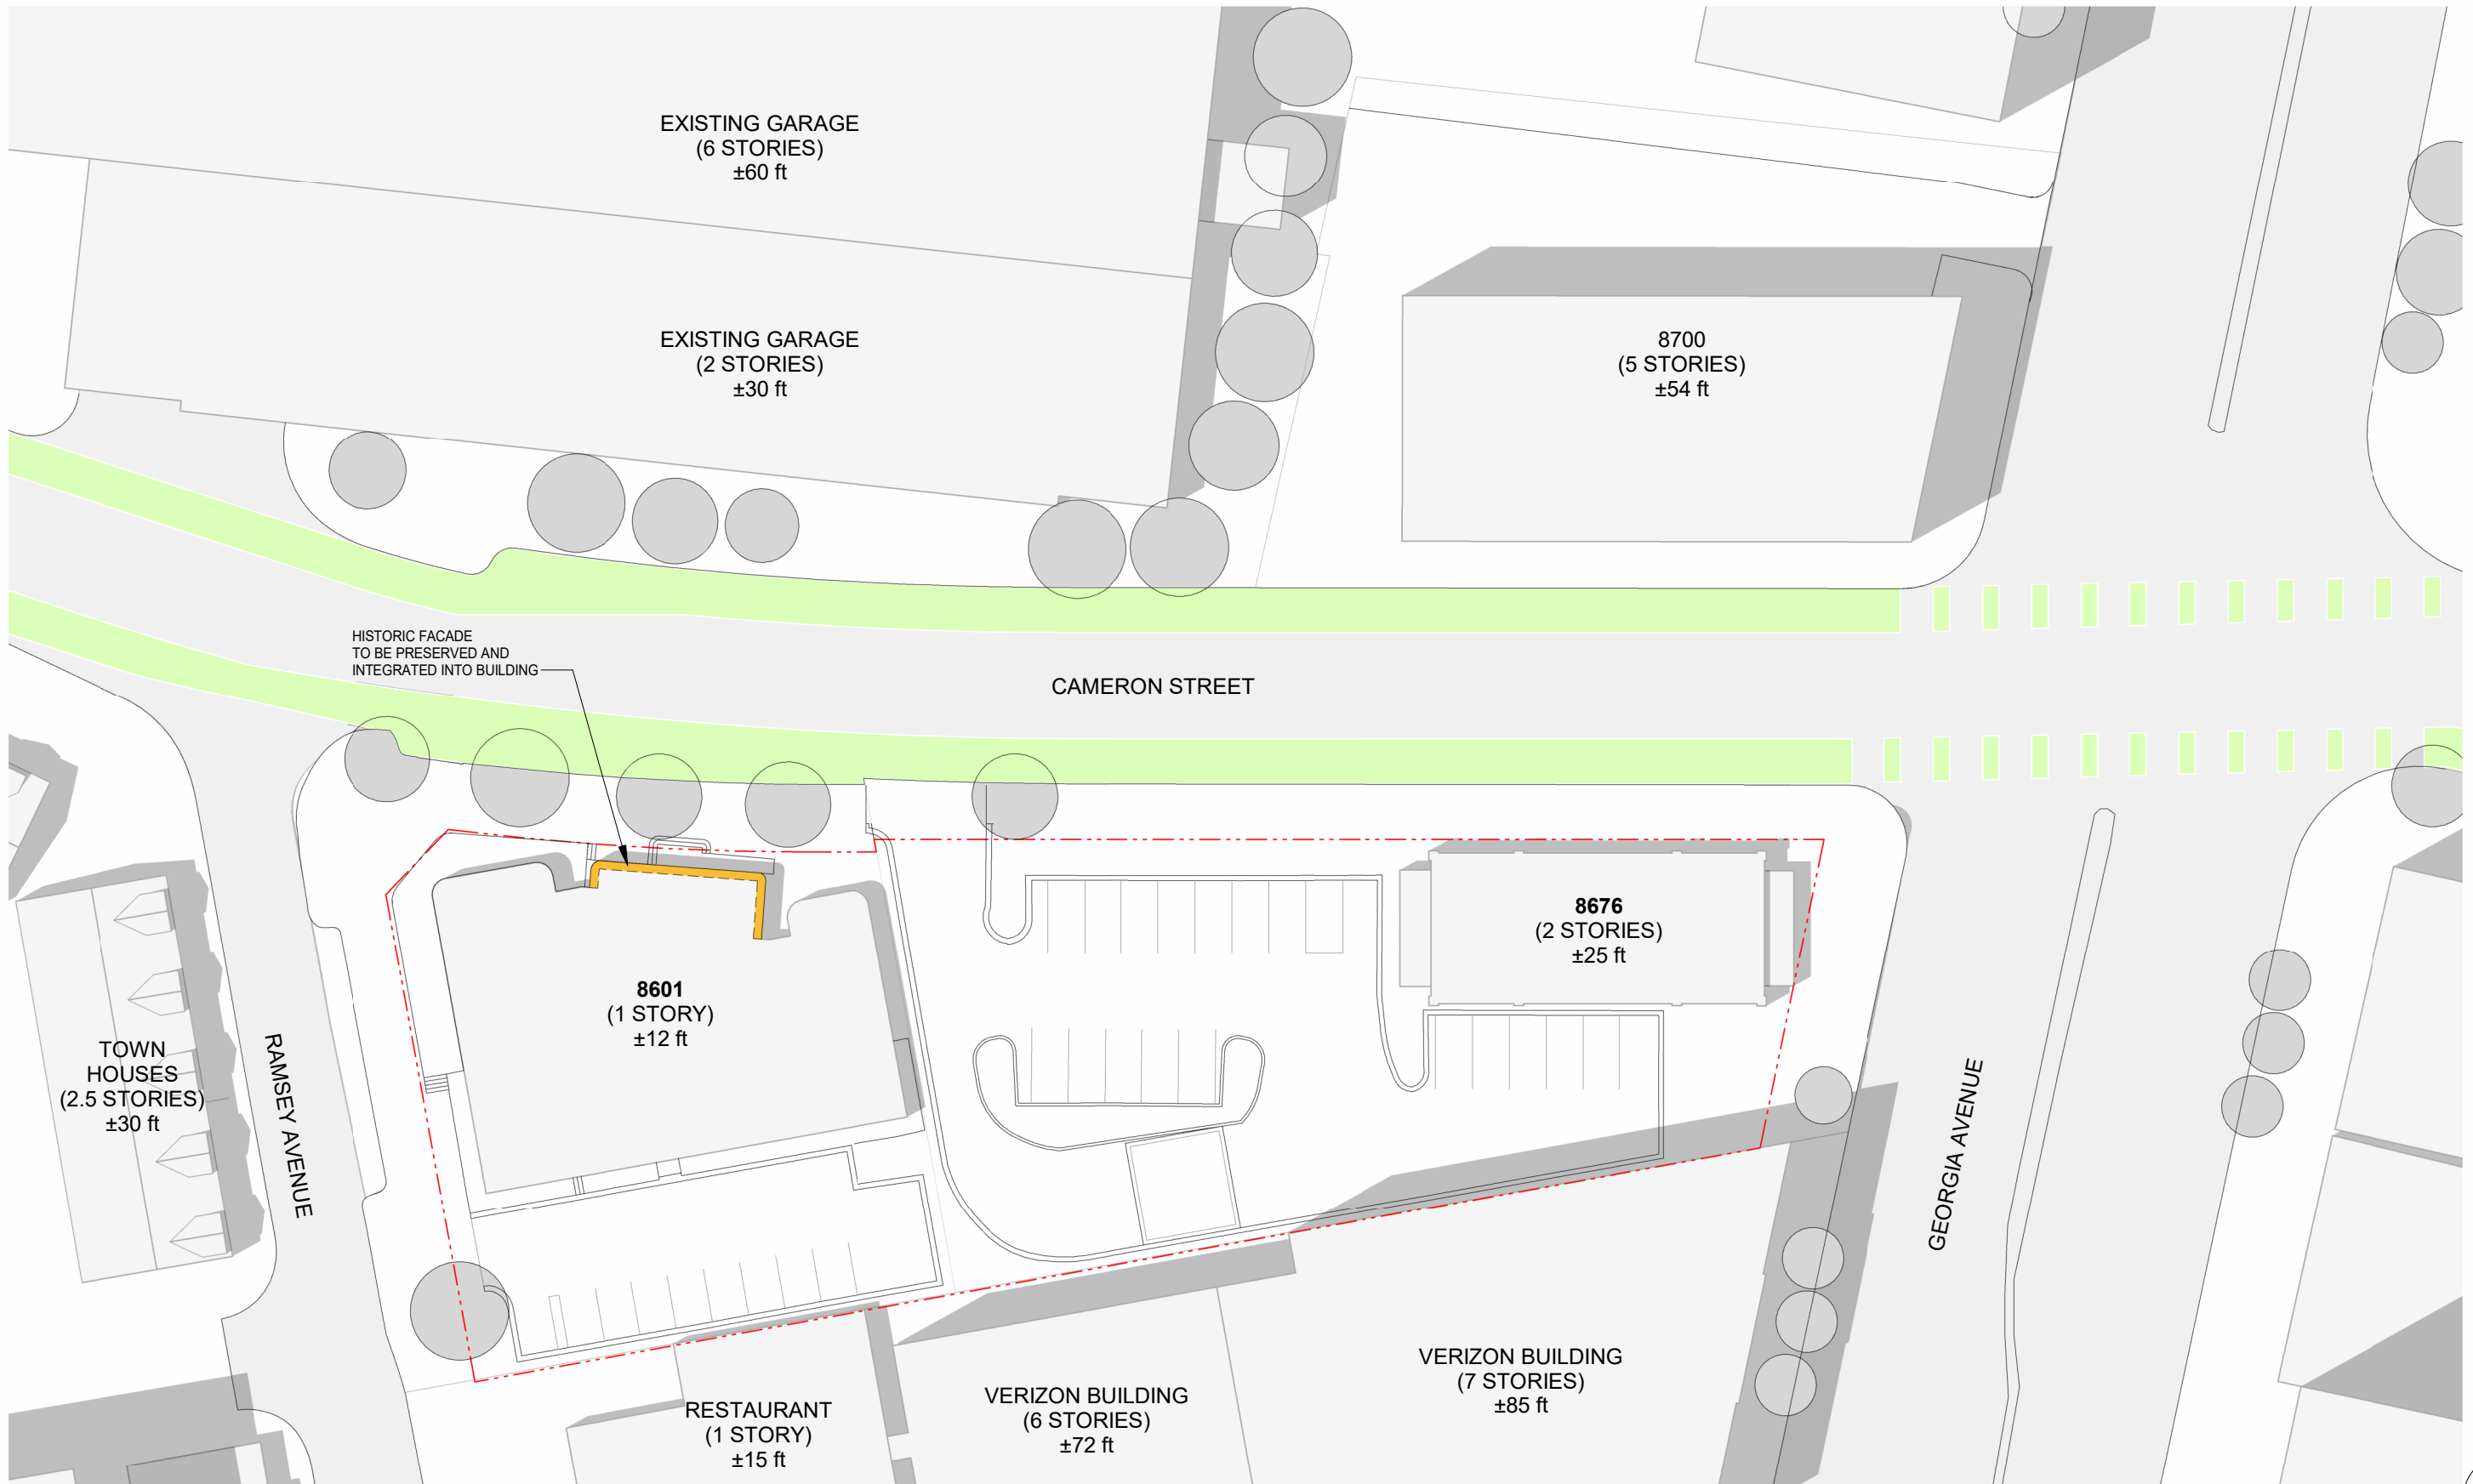 EXISTING GARAGE
(6 STORIES)
±60 ft
EXISTING GARAGE
(2 STORIES)
±30 ft
8700
(5 STORIES)
±54 ft
HISTORIC FACADE
TO BE PRESERVED AND
INTEGRATED INTO BUILDING
CAMERON STREET
8676
(2 STORIES)
±25 ft
8601
(1 STORY)
±12 ft
TOWN
HOUSES
(2.5 STORIES)
±30 ft
RAMSEY AVENUE
GEORGIA AVENUE
VERIZON BUILDING
(7 STORIES)
±85 ft
VERIZON BUILDING
(6 STORIES)
±72 ft
RESTAURANT
(1 STORY)
±15 ft